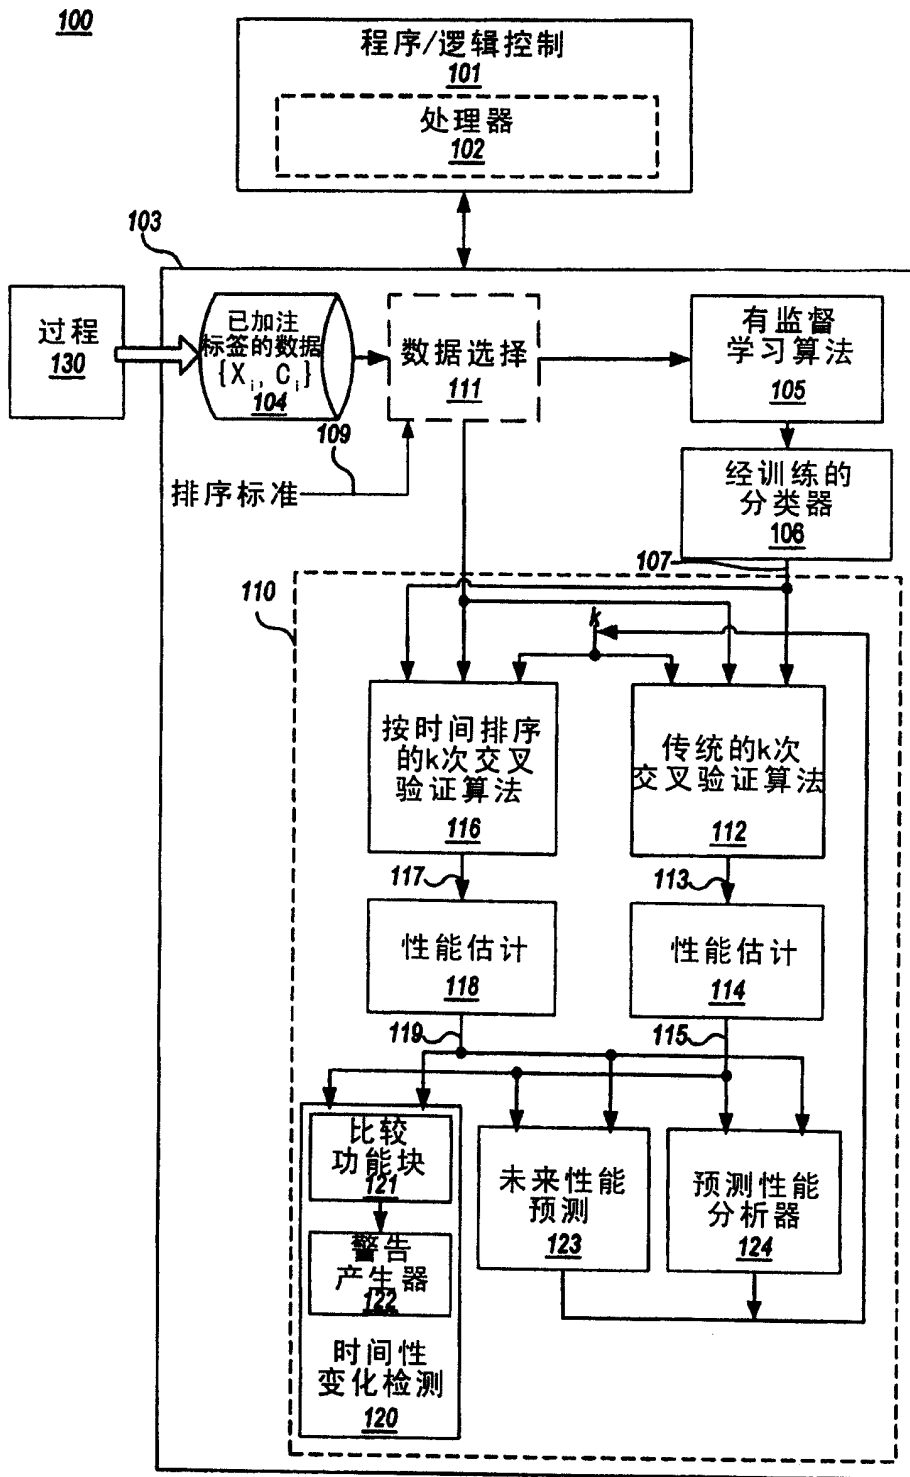 100
程序/逻辑控制
101
处理器
102
103
过程
130
已加注
标签的数据
{Xi, Ci}
104
数据选择
111
有监督
学习算法
105
109
排序标准
经训练的
分类器
106
107
110
k
按时间排序
的k次交叉
验证算法
116
传统的k次
交叉验证算法
112
117
113
性能估计
118
性能估计
114
119
115
比较
功能块
121
警告
产生器
122
时间性
变化检测
120
未来性能
预测
123
预测性能
分析器
124